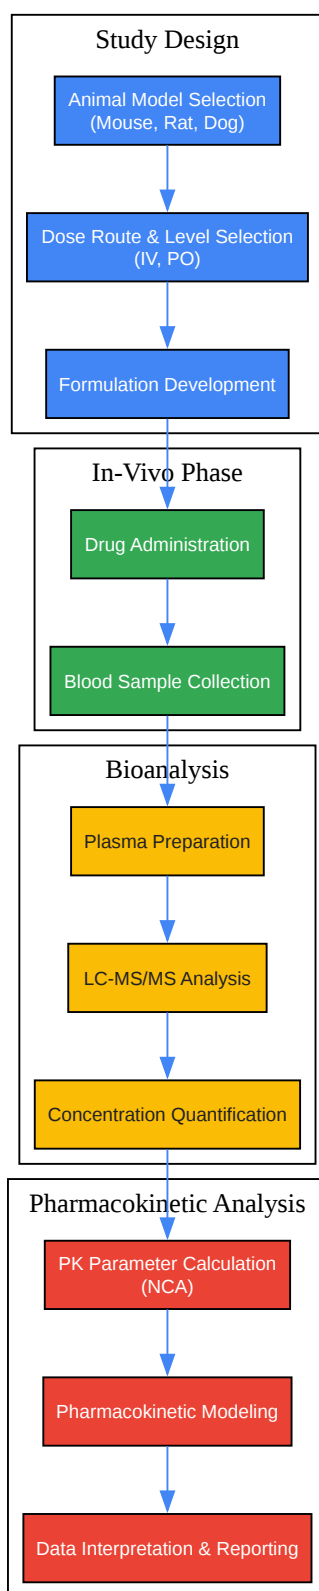 Study Design
Animal Model Selection
(Mouse, Rat, Dog)
Dose Route & Level Selection
(IV, PO)
Formulation Development
In-Vivo Phase
Drug Administration
Blood Sample Collection
Bioanalysis
Plasma Preparation
LC-MS/MS Analysis
Concentration Quantification
Pharmacokinetic Analysis
PK Parameter Calculation
(NCA)
Pharmacokinetic Modeling
Data Interpretation & Reporting